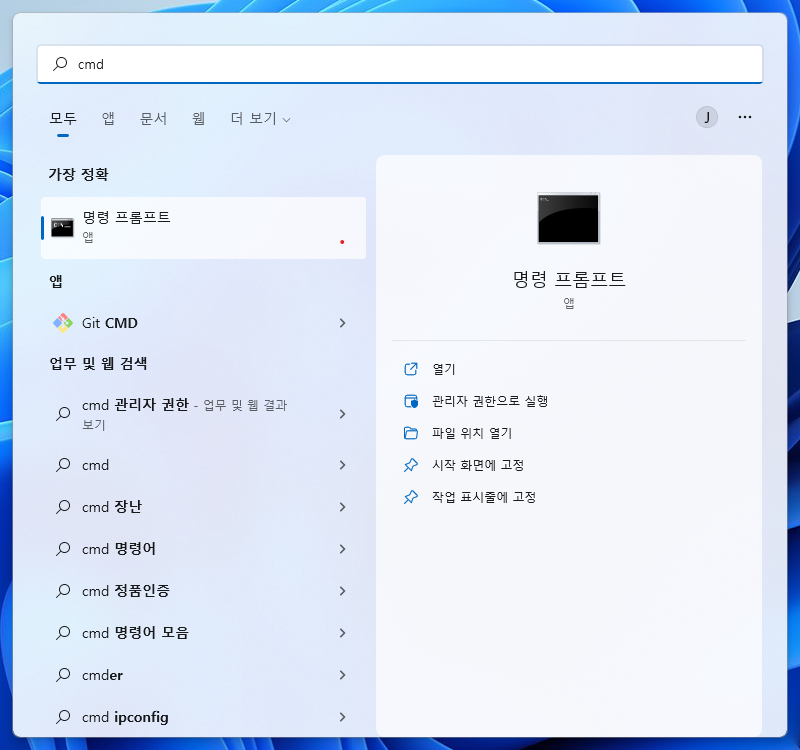 cmd
모두
앱
문서
웹
더 보기
J
가장 정확
명령 프롬프트
앱
앱
Git CMD
업무 및 웹 검색
cmd 관리자 권한 - 업무 및 웹 결과
보기
cmd
cmd 장난
cmd 명령어
cmd 정품인증
cmd 명령어 모음
cmder
cmd ipconfig
명령 프롬프트
앱
열기
관리자 권한으로 실행
파일 위치 열기
시작 화면에 고정
작업 표시줄에 고정